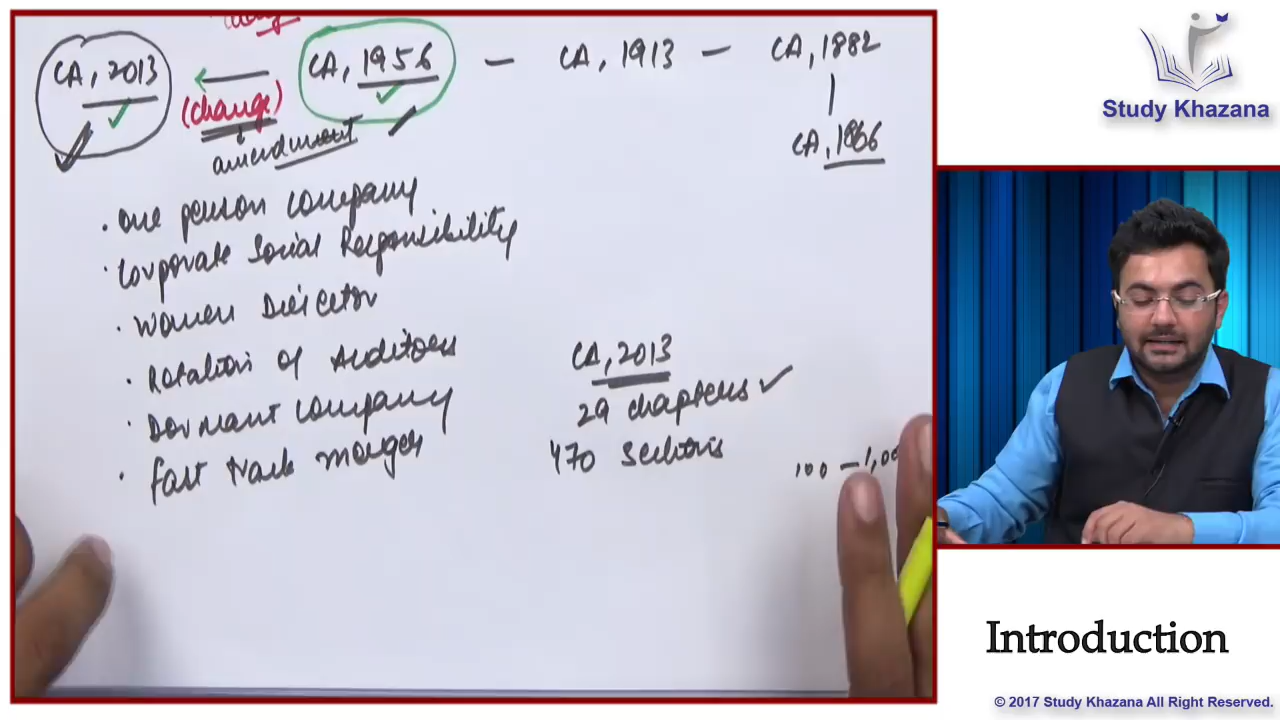 CA, 2013
(change)
amendment
CA, 1956 — CA, 1913 — CA, 1882
CA, 1866
· One person company
· Corporate Social Responsibility
· Women Director
· Rotation of Auditors
· Dormant company
· fast track merger
CA, 2013
29 chapters ✓
470 Sections
100 — 1,00
Study Khazana
Introduction
© 2017 Study Khazana All Right Reserved.